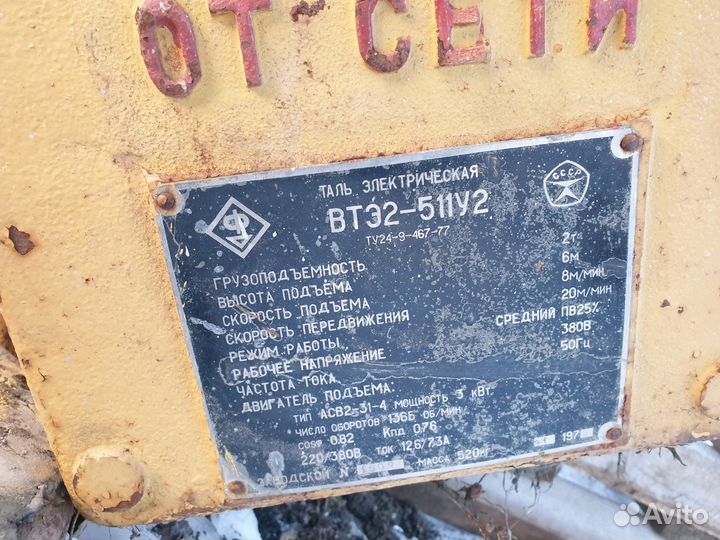 ОТ СЕТИ
ТАЛЬ ЭЛЕКТРИЧЕСКАЯ
СССР
ВТЭ2-511У2
ТУ24-9-467-77
ГРУЗОПОДЪЕМНОСТЬ 2т
ВЫСОТА ПОДЪЕМА 6м
СКОРОСТЬ ПОДЪЕМА 8м/мин
СКОРОСТЬ ПЕРЕДВИЖЕНИЯ 20м/мин
РЕЖИМ РАБОТЫ СРЕДНИЙ ПВ25%
РАБОЧЕЕ НАПРЯЖЕНИЕ 380В
ЧАСТОТА ТОКА 50Гц
ДВИГАТЕЛЬ ПОДЪЕМА:
ТИП АСВ2-31-4 МОЩНОСТЬ 3 кВт.
ЧИСЛО ОБОРОТОВ 1365 ОБ/МИН
cosφ 0.82 Кпд 0.76
220/380В ТОК 12.6/7.3А
ЗАВОДСКОЙ N МАССА 520кг 197
Avito